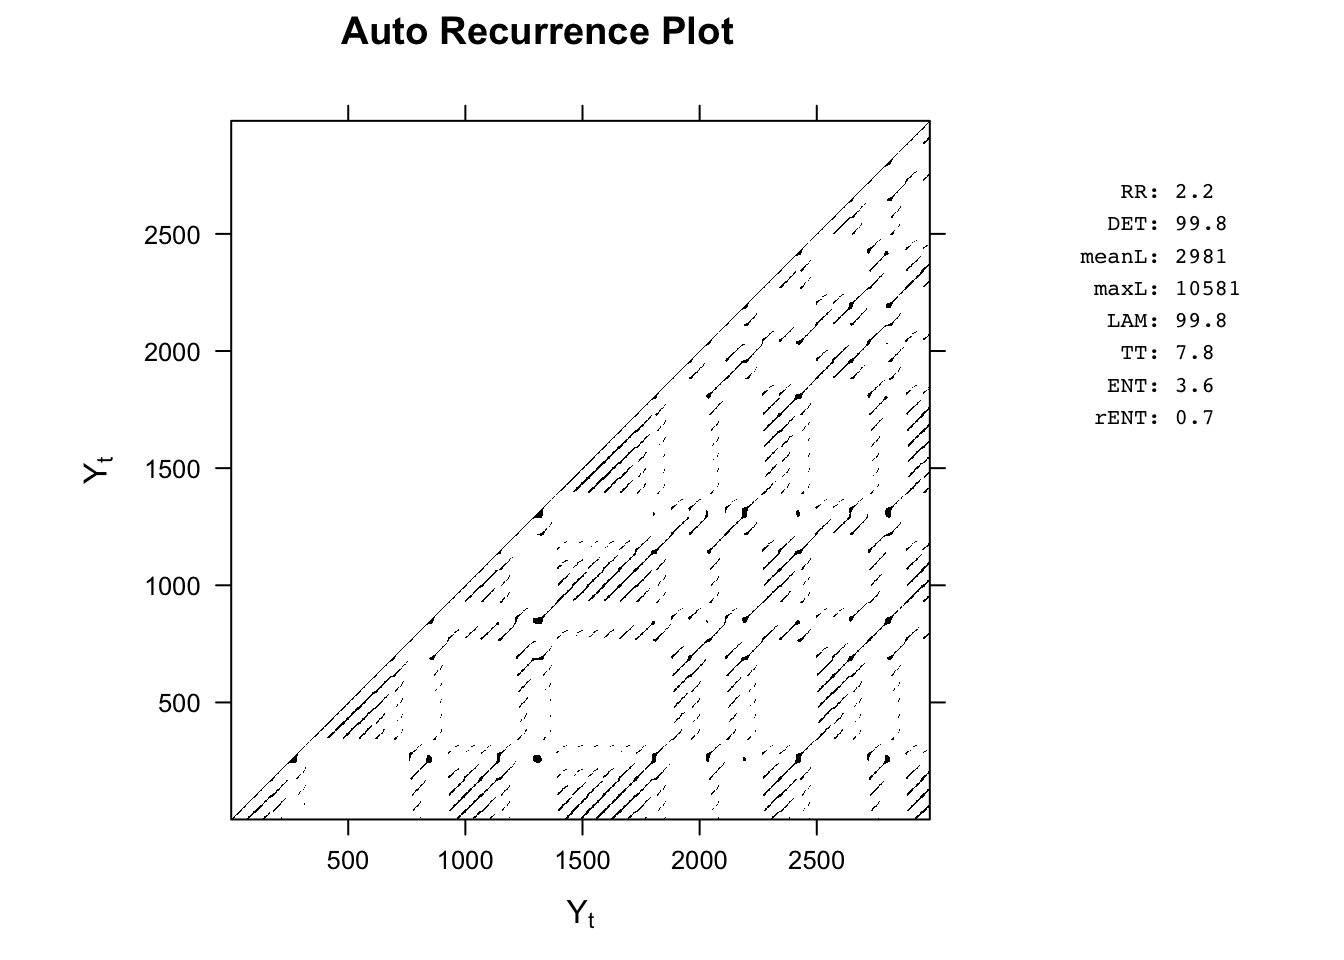 Auto Recurrence Plot
RR: 2.2
DET: 99.8
meanL: 2981
maxL: 10581
LAM: 99.8
TT: 7.8
ENT: 3.6
rENT: 0.7
2500
2000
1500
1000
500
Yt
500 1000 1500 2000 2500
Yt